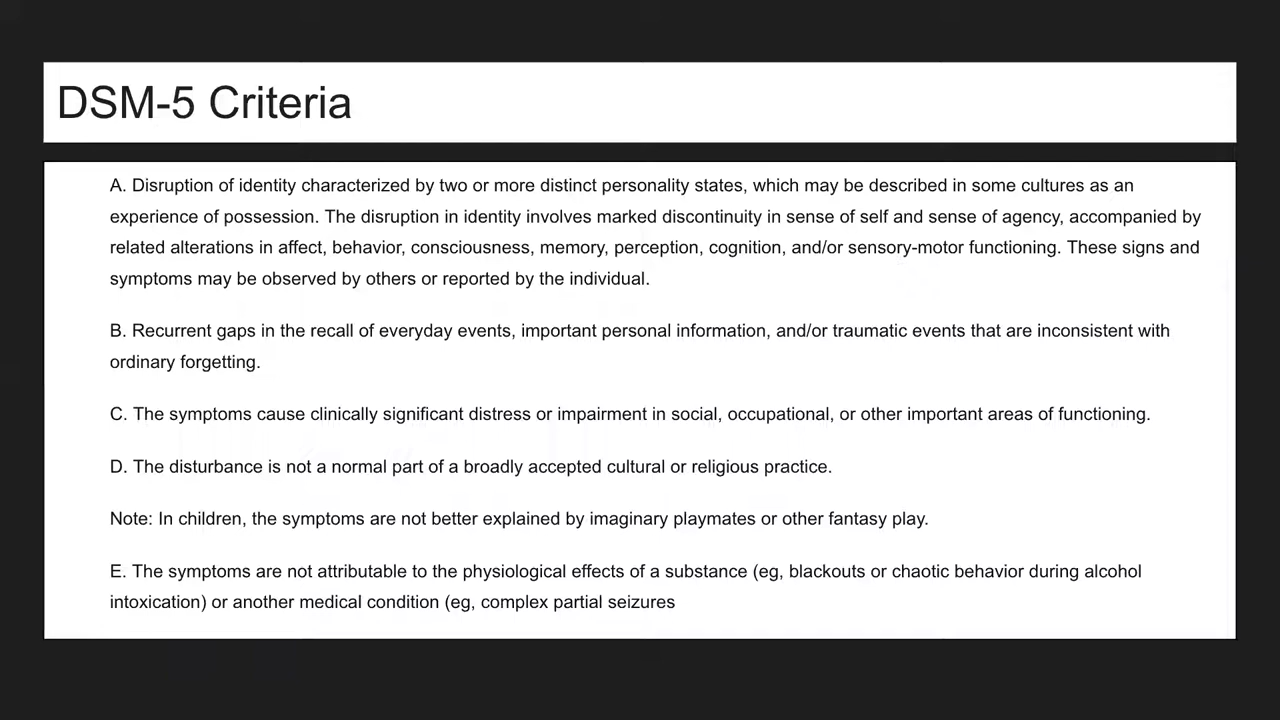 DSM-5 Criteria
A. Disruption of identity characterized by two or more distinct personality states, which may be described in some cultures as an
experience of possession. The disruption in identity involves marked discontinuity in sense of self and sense of agency, accompanied by
related alterations in affect, behavior, consciousness, memory, perception, cognition, and/or sensory-motor functioning. These signs and
symptoms may be observed by others or reported by the individual.
B. Recurrent gaps in the recall of everyday events, important personal information, and/or traumatic events that are inconsistent with
ordinary forgetting.
C. The symptoms cause clinically significant distress or impairment in social, occupational, or other important areas of functioning.
D. The disturbance is not a normal part of a broadly accepted cultural or religious practice.
Note: In children, the symptoms are not better explained by imaginary playmates or other fantasy play.
E. The symptoms are not attributable to the physiological effects of a substance (eg, blackouts or chaotic behavior during alcohol
intoxication) or another medical condition (eg, complex partial seizures